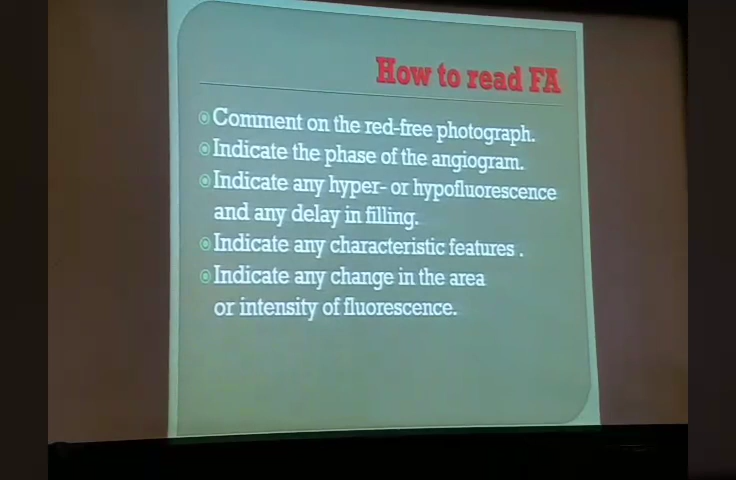 How to read FA
Comment on the red-free photograph.
Indicate the phase of the angiogram.
Indicate any hyper- or hypofluorescence
and any delay in filling.
Indicate any characteristic features .
Indicate any change in the area
or intensity of fluorescence.